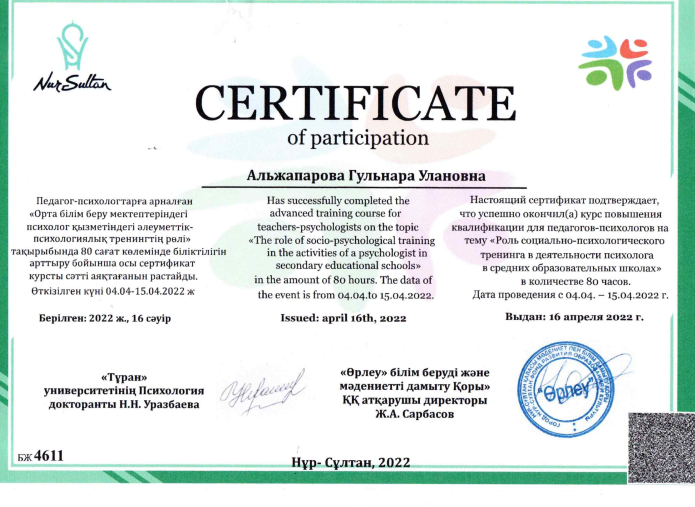 Nur Sultan
CERTIFICATE
of participation
Альжапарова Гульнара Улановна
Педагог-психологтарға арналған
«Орта білім беру мектептеріндегі
психолог қызметіндегі әлеуметтік-
психологиялық тренингтің рөлі»
тақырыбында 80 сағат көлемінде біліктілігін
арттыру бойынша осы сертификат
курсты сәтті аяқтағанын растайды.
Өткізілген күні 04.04-15.04.2022 ж
Берілген: 2022 ж., 16 сәуір
Has successfully completed the
advanced training course for
teachers-psychologists on the topic
«The role of socio-psychological training
in the activities of a psychologist in
secondary educational schools»
in the amount of 80 hours. The data of
the event is from 04.04.to 15.04.2022.
Issued: april 16th, 2022
Настоящий сертификат подтверждает,
что успешно окончил(а) курс повышения
квалификации для педагогов-психологов на
тему «Роль социально-психологического
тренинга в деятельности психолога
в средних образовательных школах»
в количестве 80 часов.
Дата проведения с 04.04. – 15.04.2022 г.
Выдан: 16 апреля 2022 г.
«Тұран»
университетінің Психология
докторанты Н.Н. Уразбаева
«Өрлеу» білім беруді және
мәдениетті дамыту Қоры»
ҚҚ атқарушы директоры
Ж.А. Сарбасов
"Өрлеу"
БЖ 4611
Нұр- Сұлтан, 2022